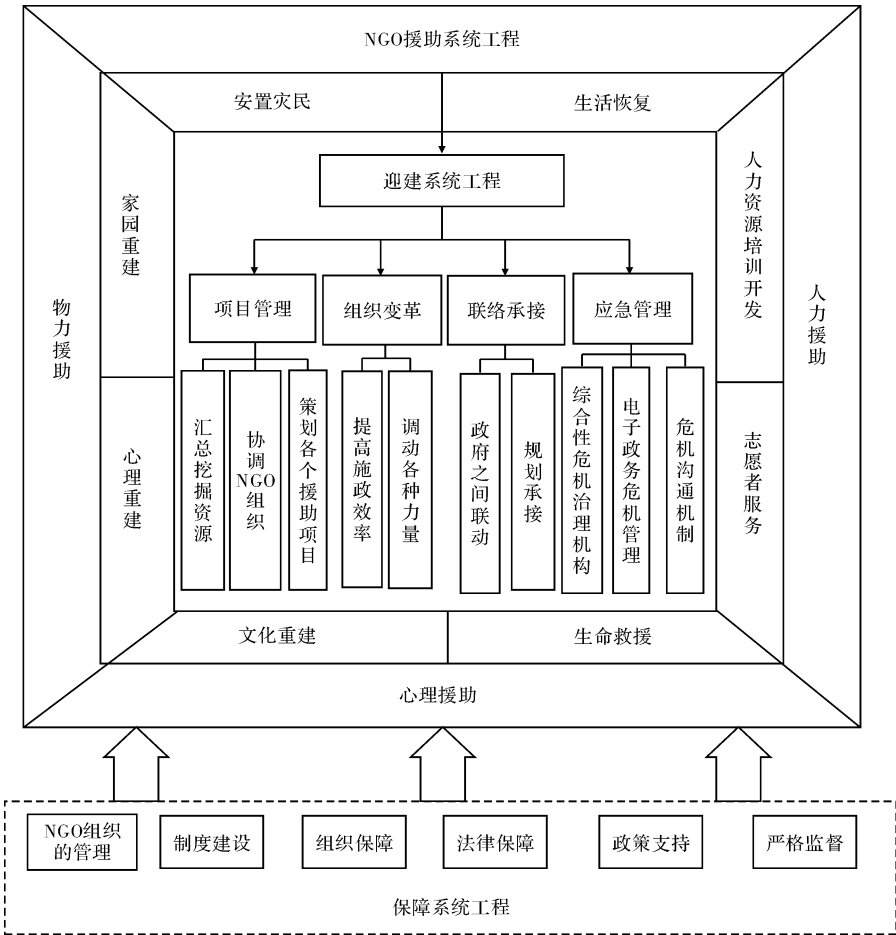 NGO援助系统工程
安置灾民
生活恢复
迎建系统工程
家园重建
人力资源培训开发
物力援助
人力援助
项目管理
组织变革
联络承接
应急管理
汇总挖掘资源
协调NGO组织
策划各个援助项目
提高施政效率
调动各种力量
政府之间联动
规划承接
综合性危机治理机构
电子政务危机管理
危机沟通机制
心理重建
志愿者服务
文化重建
生命救援
心理援助
NGO组织
的管理
制度建设
组织保障
法律保障
政策支持
严格监督
保障系统工程